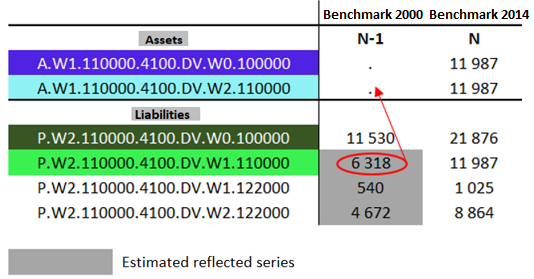 Benchmark 2000 Benchmark 2014
Assets N-1 N
A.W1.110000.4100.DV.W0.100000 . 11 987
A.W1.110000.4100.DV.W2.110000 . 11 987
Liabilities
P.W2.110000.4100.DV.W0.100000 11 530 21 876
P.W2.110000.4100.DV.W1.110000 6 318 11 987
P.W2.110000.4100.DV.W1.122000 540 1 025
P.W2.110000.4100.DV.W2.122000 4 672 8 864
Estimated reflected series